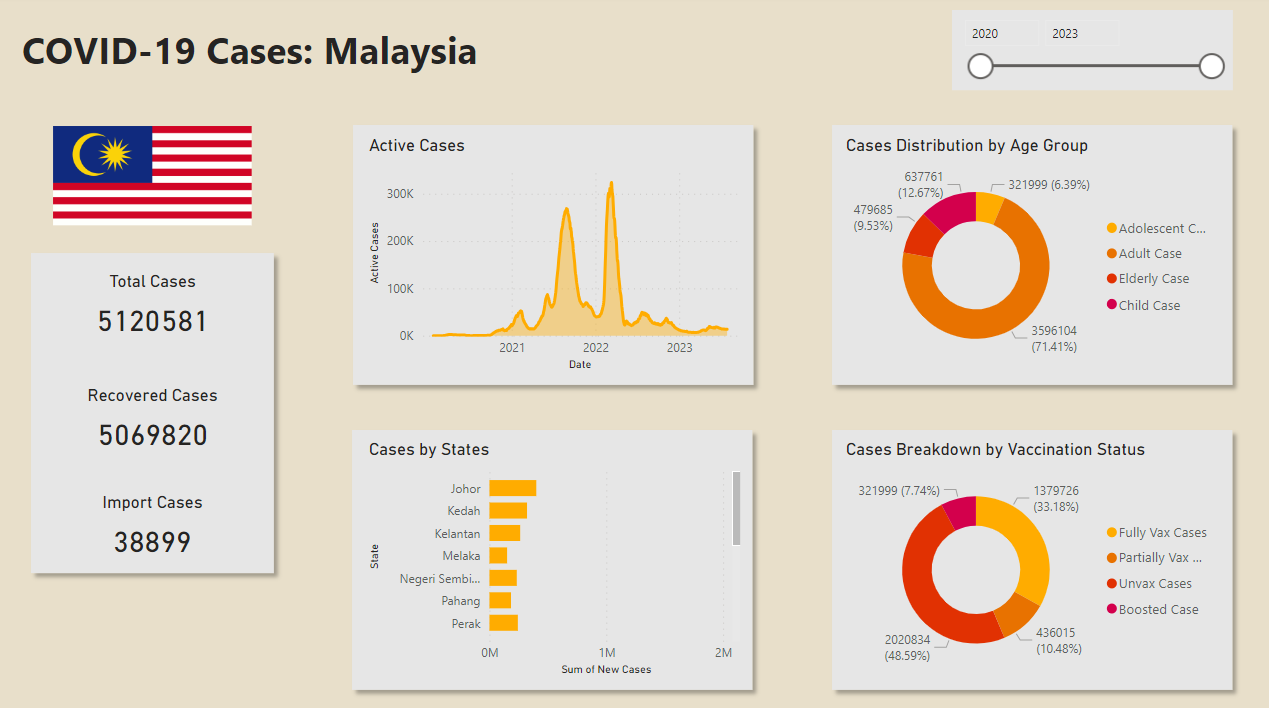 COVID-19 Cases: Malaysia
2020 2023
Total Cases
5120581
Recovered Cases
5069820
Import Cases
38899
Active Cases
Active Cases
300K
200K
100K
0K
2021 2022 2023
Date
Cases Distribution by Age Group
637761
(12.67%)
321999 (6.39%)
479685
(9.53%)
3596104
(71.41%)
Adolescent C...
Adult Case
Elderly Case
Child Case
Cases by States
State
Johor
Kedah
Kelantan
Melaka
Negeri Sembi...
Pahang
Perak
0M 1M 2M
Sum of New Cases
Cases Breakdown by Vaccination Status
321999 (7.74%)
1379726
(33.18%)
2020834
(48.59%)
436015
(10.48%)
Fully Vax Cases
Partially Vax ...
Unvax Cases
Boosted Case